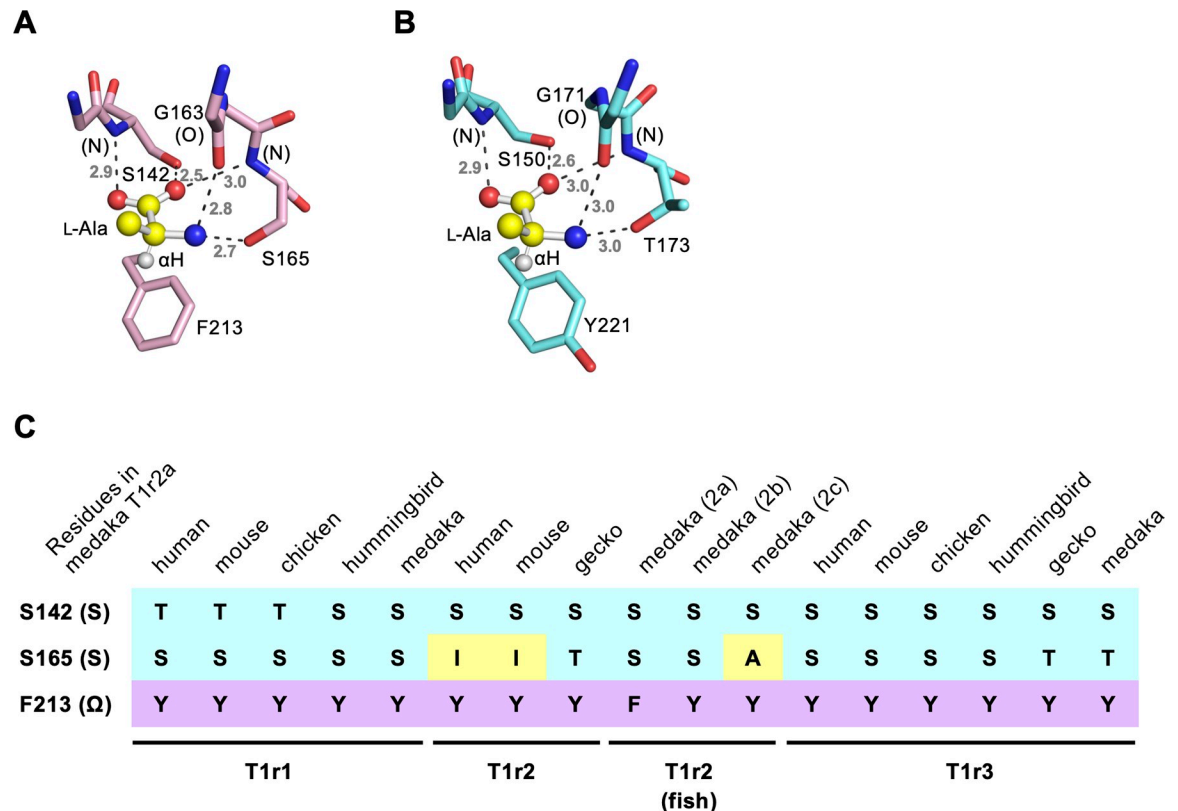 A
G163
(O)
(N)
(N)
S142
2.9
2.5
3.0
2.8
2.7
L-Ala
αH
S165
F213
B
G171
(O)
(N)
(N)
S150
2.9
2.6
3.0
3.0
3.0
L-Ala
αH
T173
Y221
C
Residues in
medaka T1r2a
human
mouse
chicken
hummingbird
medaka
human
mouse
gecko
medaka (2a)
medaka (2b)
medaka (2c)
human
mouse
chicken
hummingbird
gecko
medaka
S142 (S) T T T S S S S S S S S S S S S S S
S165 (S) S S S S S I I T S S A S S S S T T
F213 (Ω) Y Y Y Y Y Y Y Y F Y Y Y Y Y Y Y Y
T1r1 T1r2 T1r2 T1r3
(fish)